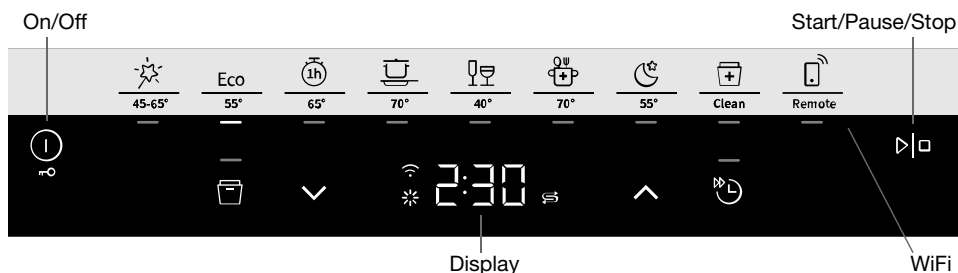 On/Off Start/Pause/Stop
1h
Eco
45-65° 55° 65° 70° 40° 70° 55° Clean Remote
2:30
Display WiFi